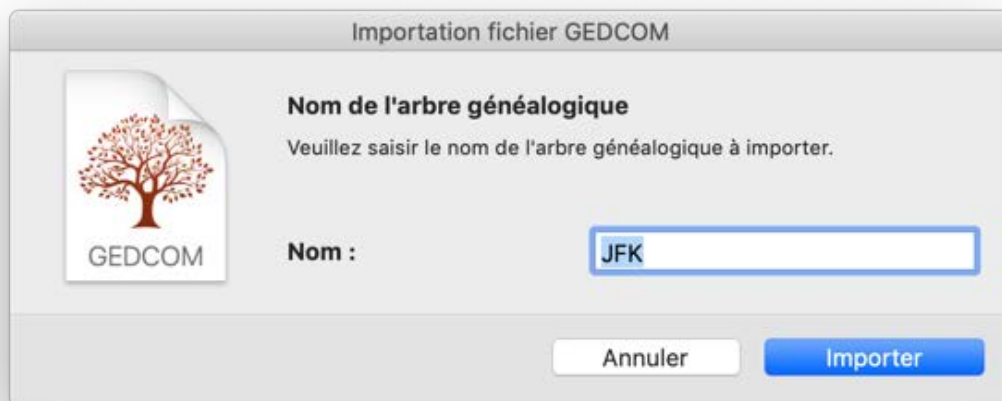 Importation fichier GEDCOM
Nom de l'arbre généalogique
Veuillez saisir le nom de l'arbre généalogique à importer.
GEDCOM
Nom :
JFK
Annuler
Importer